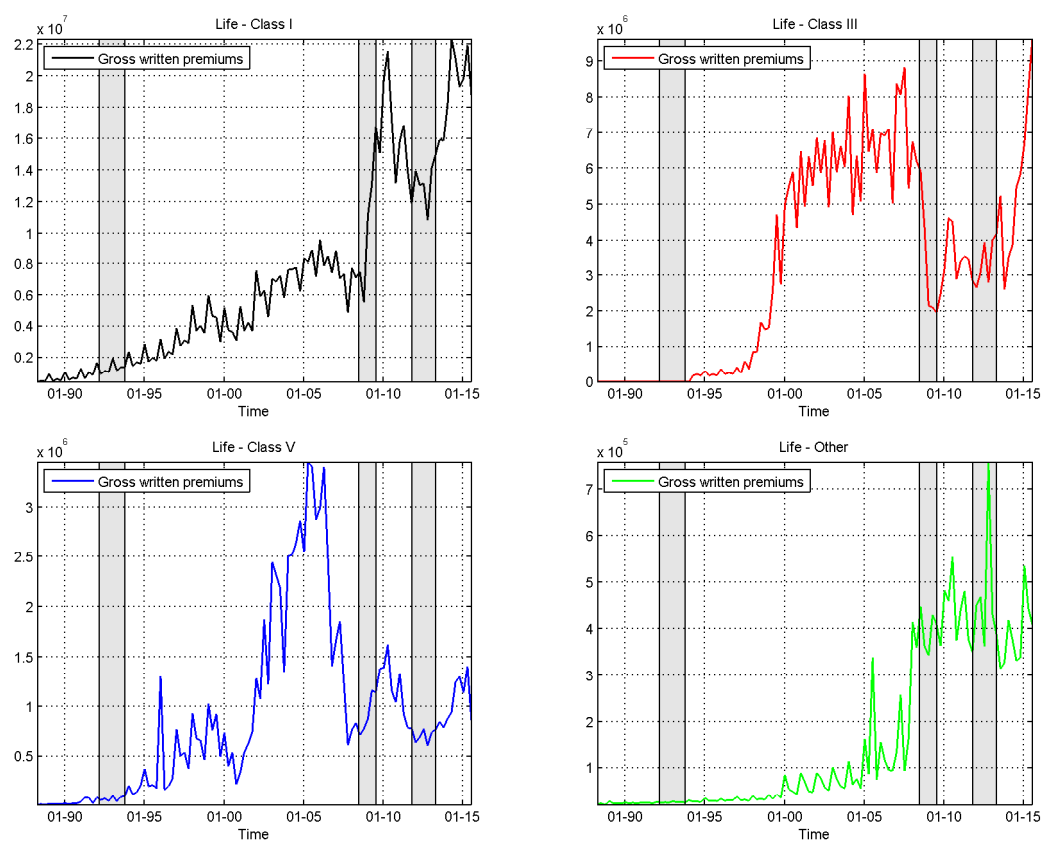 Life - Class I
x 10^7
Gross written premiums
2.2
2
1.8
1.6
1.4
1.2
1
0.8
0.6
0.4
0.2
01-90 01-95 01-00 01-05 01-10 01-15
Time
Life - Class III
x 10^6
Gross written premiums
9
8
7
6
5
4
3
2
1
0
01-90 01-95 01-00 01-05 01-10 01-15
Time
Life - Class V
x 10^6
Gross written premiums
3
2.5
2
1.5
1
0.5
01-90 01-95 01-00 01-05 01-10 01-15
Time
Life - Other
x 10^5
Gross written premiums
7
6
5
4
3
2
1
01-90 01-95 01-00 01-05 01-10 01-15
Time